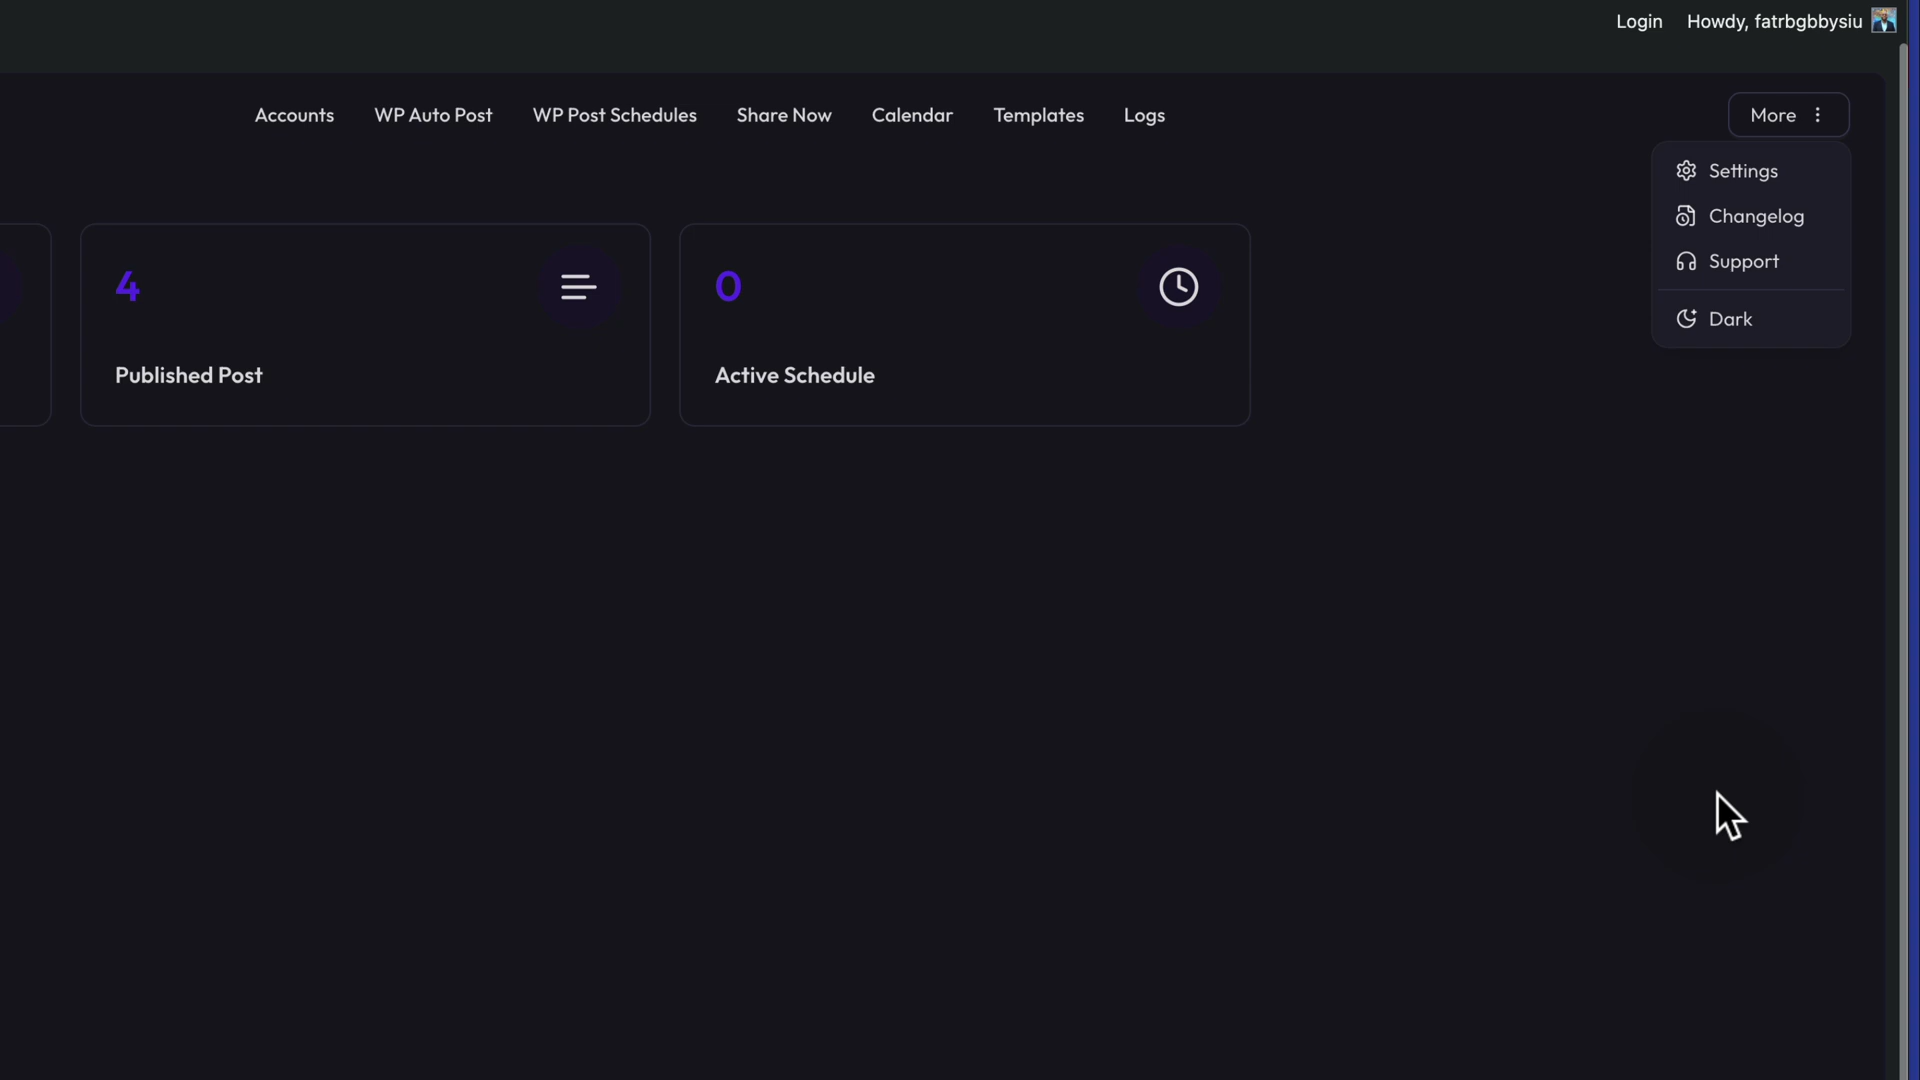 Login Howdy, fatrbgbbysiu
Accounts WP Auto Post WP Post Schedules Share Now Calendar Templates Logs More
Settings
Changelog
Support
Dark
4
Published Post
0
Active Schedule